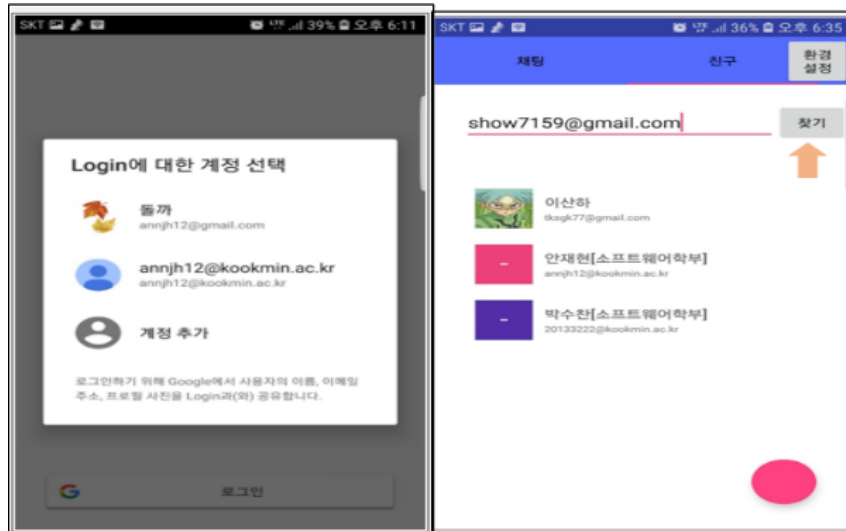 SKT 39% 오후 6:11
Login에 대한 계정 선택
돌까
annjh12@gmail.com
annjh12@kookmin.ac.kr
annjh12@kookmin.ac.kr
계정 추가
로그인하기 위해 Google에서 사용자의 이름, 이메일
주소, 프로필 사진을 Login과(와) 공유합니다.
G 로그인
SKT 36% 오후 6:35
채팅 친구 환경
설정
show7159@gmail.com 찾기
이산하
tksgk77@gmail.com
안재현[소프트웨어학부]
annjh12@kookmin.ac.kr
박수찬[소프트웨어학부]
20133222@kookmin.ac.kr